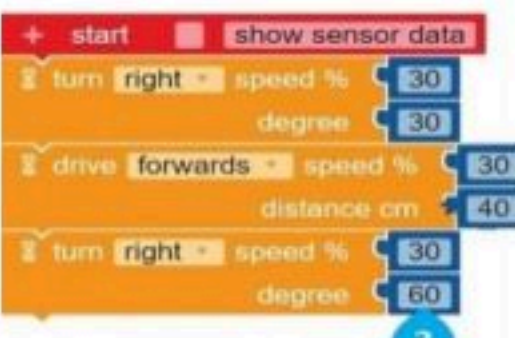 + start show sensor data
turn right speed % 30
degree 30
drive forwards speed % 30
distance cm 40
turn right speed % 30
degree 60